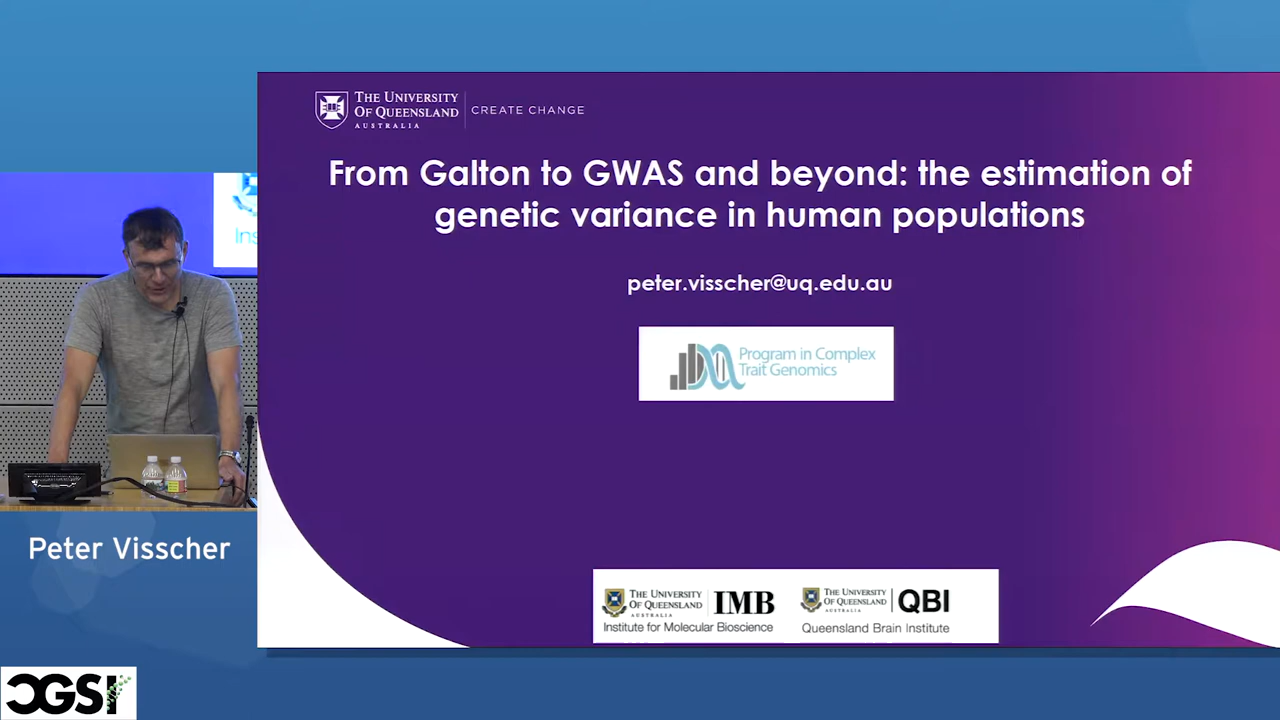 THE UNIVERSITY
OF QUEENSLAND
AUSTRALIA
CREATE CHANGE
From Galton to GWAS and beyond: the estimation of
genetic variance in human populations
peter.visscher@uq.edu.au
Program in Complex
Trait Genomics
Ins
Peter Visscher
THE UNIVERSITY
OF QUEENSLAND
AUSTRALIA
IMB
Institute for Molecular Bioscience
THE UNIVERSITY
OF QUEENSLAND
AUSTRALIA
QBI
Queensland Brain Institute
CGSI